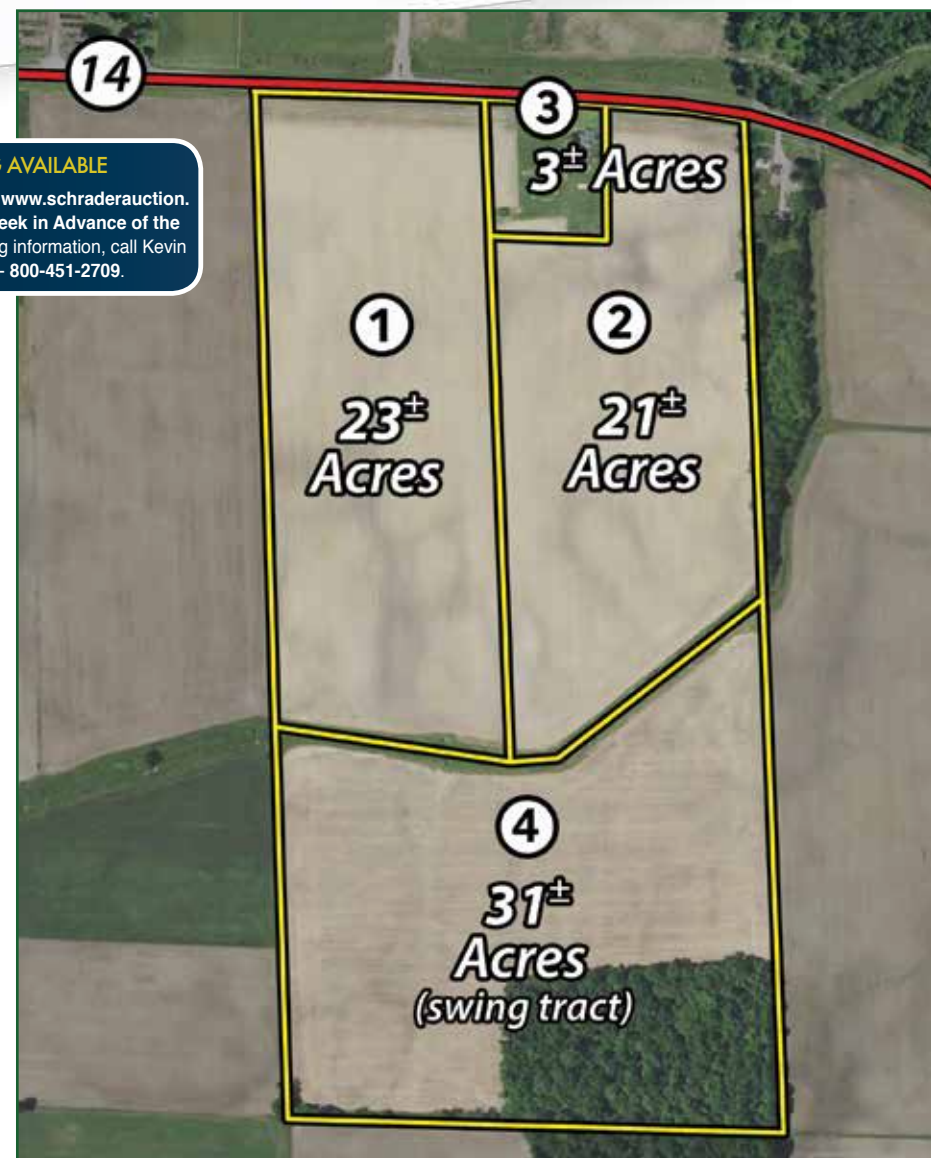 14
AVAILABLE
www.schraderauction.
eek in Advance of the
g information, call Kevin
- 800-451-2709.
3
3± Acres
1
23±
Acres
2
21±
Acres
4
31±
Acres
(swing tract)